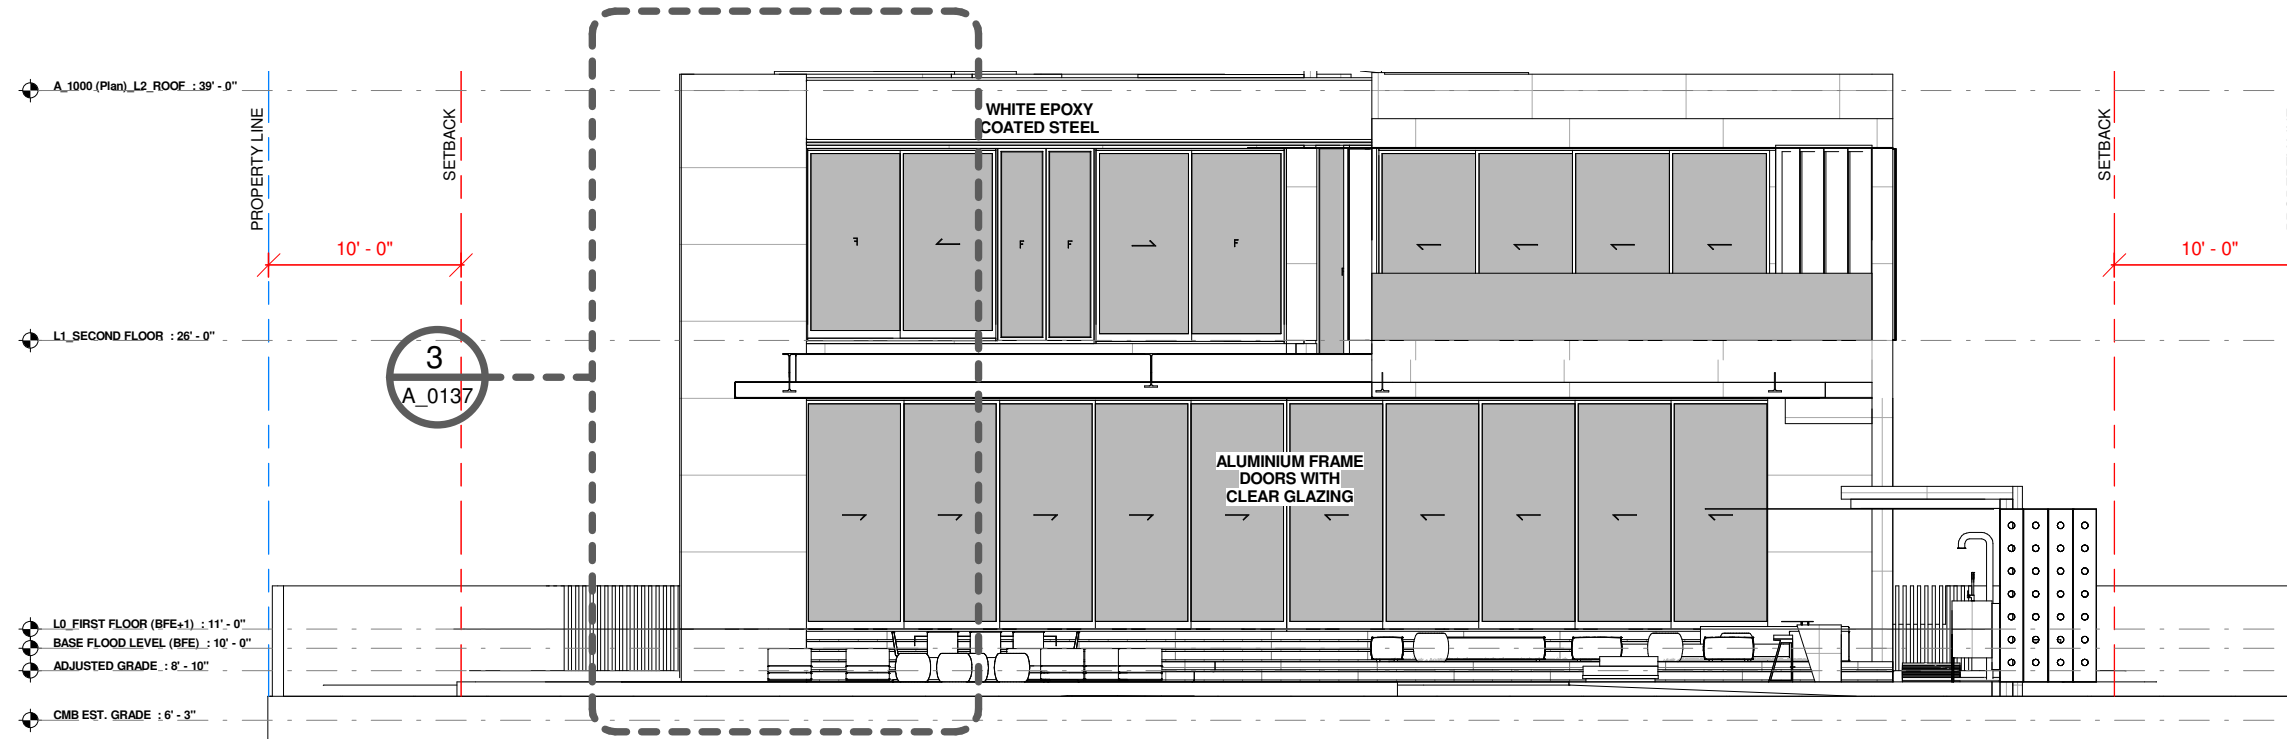 A_1000 (Plan)_L2_ROOF : 39' - 0"
PROPERTY LINE
SETBACK
WHITE EPOXY
COATED STEEL
SETBACK
10' - 0"
10' - 0"
F
F
F
F
L1_SECOND FLOOR : 26' - 0"
3
A_0137
ALUMINIUM FRAME
DOORS WITH
CLEAR GLAZING
L0_FIRST FLOOR (BFE+1) : 11' - 0"
BASE FLOOD LEVEL (BFE) : 10' - 0"
ADJUSTED GRADE : 8' - 10"
CMB EST. GRADE : 6' - 3"